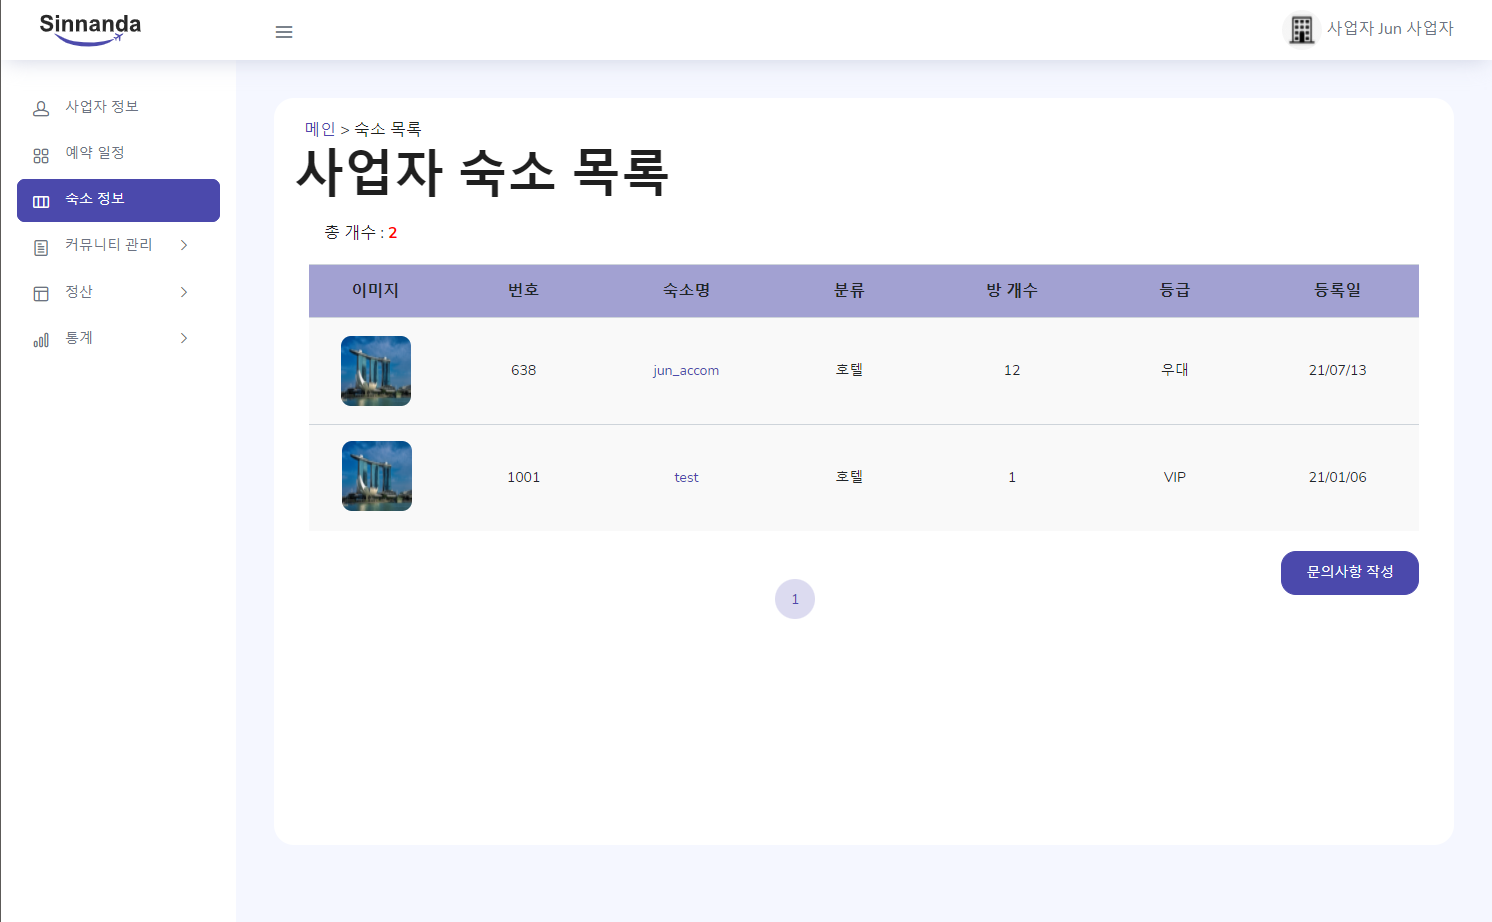 Sinnanda
사업자 Jun 사업자
사업자 정보
예약 일정
숙소 정보
커뮤니티 관리
정산
통계
메인 > 숙소 목록
사업자 숙소 목록
총 개수 : 2
이미지 번호 숙소명 분류 방 개수 등급 등록일
638 jun_accom 호텔 12 우대 21/07/13
1001 test 호텔 1 VIP 21/01/06
문의사항 작성
1